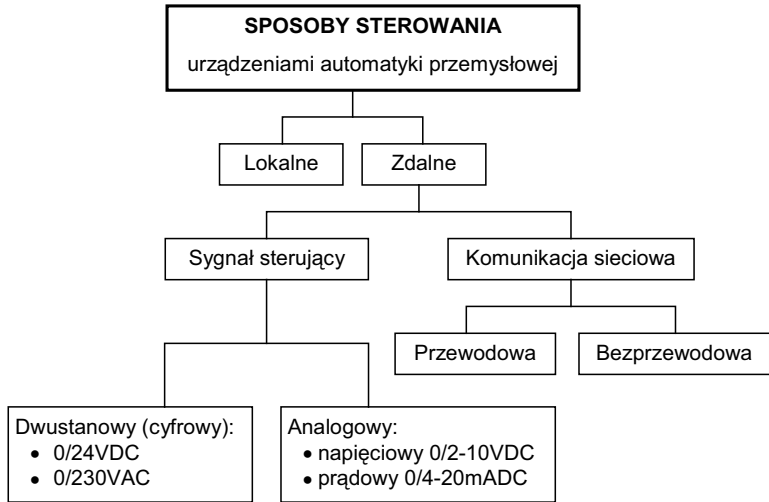 SPOSOBY STEROWANIA
urządzeniami automatyki przemysłowej
Lokalne
Zdalne
Sygnał sterujący
Komunikacja sieciowa
Przewodowa
Bezprzewodowa
Dwustanowy (cyfrowy):
• 0/24VDC
• 0/230VAC
Analogowy:
• napięciowy 0/2-10VDC
• prądowy 0/4-20mADC